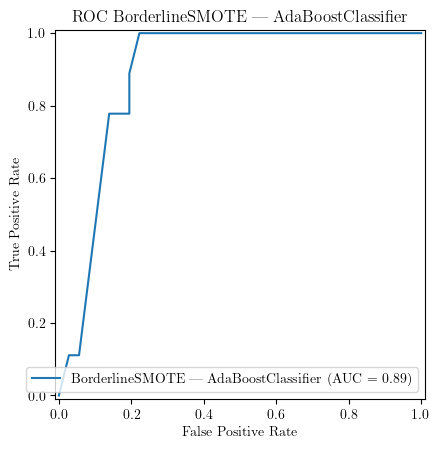 ROC BorderlineSMOTE — AdaBoostClassifier
1.0
0.8
0.6
0.4
0.2
0.0
True Positive Rate
BorderlineSMOTE — AdaBoostClassifier (AUC = 0.89)
0.0 0.2 0.4 0.6 0.8 1.0
False Positive Rate